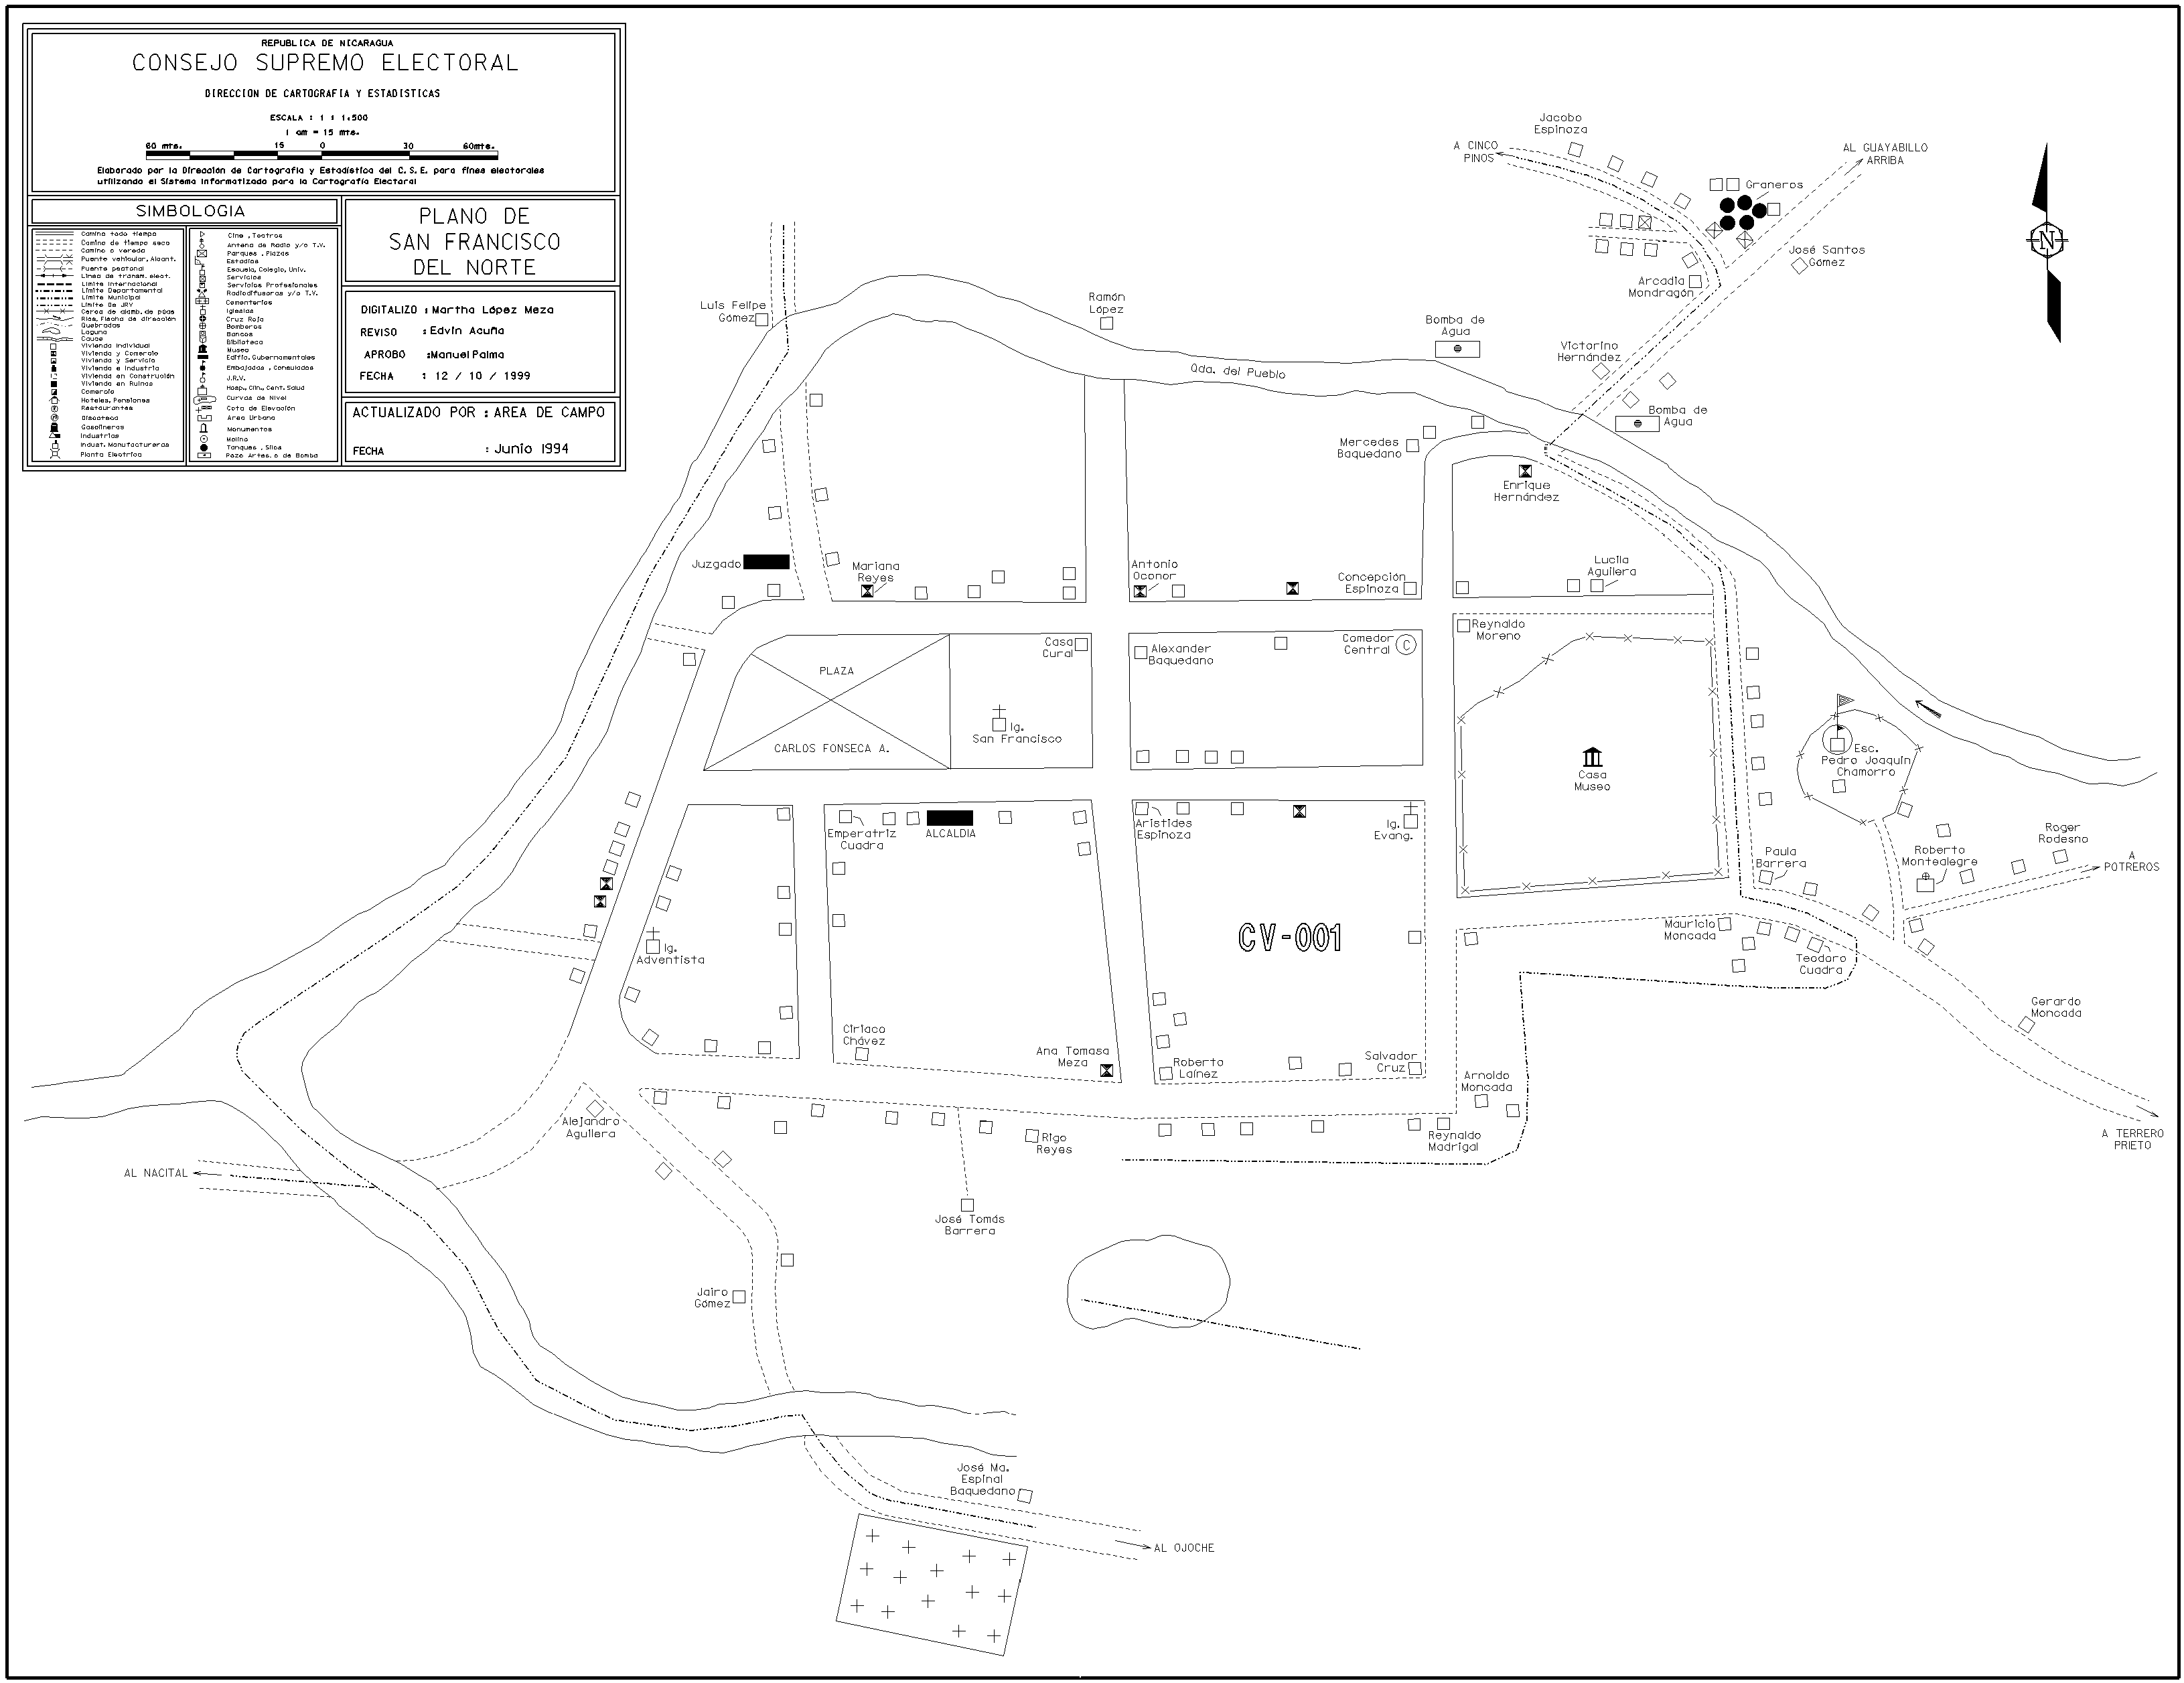 REPUBLICA DE NICARAGUA
CONSEJO SUPREMO ELECTORAL
DIRECCION DE CARTOGRAFIA Y ESTADISTICAS
ESCALA : 1 : 1:500
1 cm = 15 mts.
60 mts. 15 0 30 60mts.
Elaborado por la Dirección de Cartografía y Estadística del C.S.E. para fines electorales
utilizando el Sistema Informatizado para la Cartografía Electoral
SIMBOLOGIA
Camino todo tiempo
Camino de tiempo seco
Camino o vereda
Puente vehicular, Alcant.
Puente peatonal
Línea de transm. elect.
Límite Internacional
Límite Departamental
Límite Municipal
Límite de JRV
Cerca de alamb. de púas
Ríos, Flecha de dirección
Quebradas
Laguna
Cauce
Vivienda Individual
Vivienda y Comercio
Vivienda y Servicio
Vivienda e Industria
Vivienda en Construcción
Vivienda en Ruinas
Comercio
Hoteles, Pensiones
Restaurantes
Discoteca
Gasolineras
Industrias
Indust. Manufactureras
Planta Electrica
Cine , Teatros
Antena de Radio y/o T.V.
Parques , Plazas
Estadios
Escuela, Colegio, Univ.
Servicios
Servicios Profesionales
Radiodifusoras y/o T.V.
Cementerios
Iglesias
Cruz Roja
Bomberos
Bancos
Biblioteca
Museo
Edific. Gubernamentales
Embajadas , Consulados
J.R.V.
Hosp., Clin., Cent. Salud
Curvas de Nivel
Cota de Elevación
Area Urbana
Monumentos
Molino
Tanques , Silos
Pozo Artes. o de Bomba
PLANO DE
SAN FRANCISCO
DEL NORTE
DIGITALIZO : Martha López Meza
REVISO : Edvin Acuña
APROBO :Manuel Palma
FECHA : 12 / 10 / 1999
ACTUALIZADO POR : AREA DE CAMPO
FECHA : Junio 1994
Jacobo
Espinoza
A CINCO
PINOS
AL GUAYABILLO
ARRIBA
Graneros
N
José Santos
Gómez
Arcadia
Mondragón
Luis Felipe
Gómez
Ramón
López
Bomba de
Agua
Victorino
Hernández
Qda. del Pueblo
Bomba de
Agua
Mercedes
Baquedano
Enrique
Hernández
Juzgado
Mariana
Reyes
Antonio
Oconor
Concepción
Espinoza
Lucila
Aguilera
Casa
Cural
Alexander
Baquedano
Comedor
Central
C
Reynaldo
Moreno
PLAZA
CARLOS FONSECA A.
Ig.
San Francisco
Casa
Museo
Esc.
Pedro Joaquín
Chamorro
Emperatriz
Cuadra
ALCALDIA
Aristides
Espinoza
Ig.
Evang.
Paula
Barrera
Roberto
Montealegre
Roger
Rodesno
A
POTREROS
Ig.
Adventista
CV-001
Mauricio
Moncada
Teodoro
Cuadra
Gerardo
Moncada
Ciriaco
Chávez
Ana Tomasa
Meza
Roberto
Laínez
Salvador
Cruz
Arnoldo
Moncada
Alejandro
Aguilera
Rigo
Reyes
Reynaldo
Madrigal
A TERRERO
PRIETO
AL NACITAL
José Tomás
Barrera
Jairo
Gómez
José Ma.
Espinal
Baquedano
AL OJOCHE